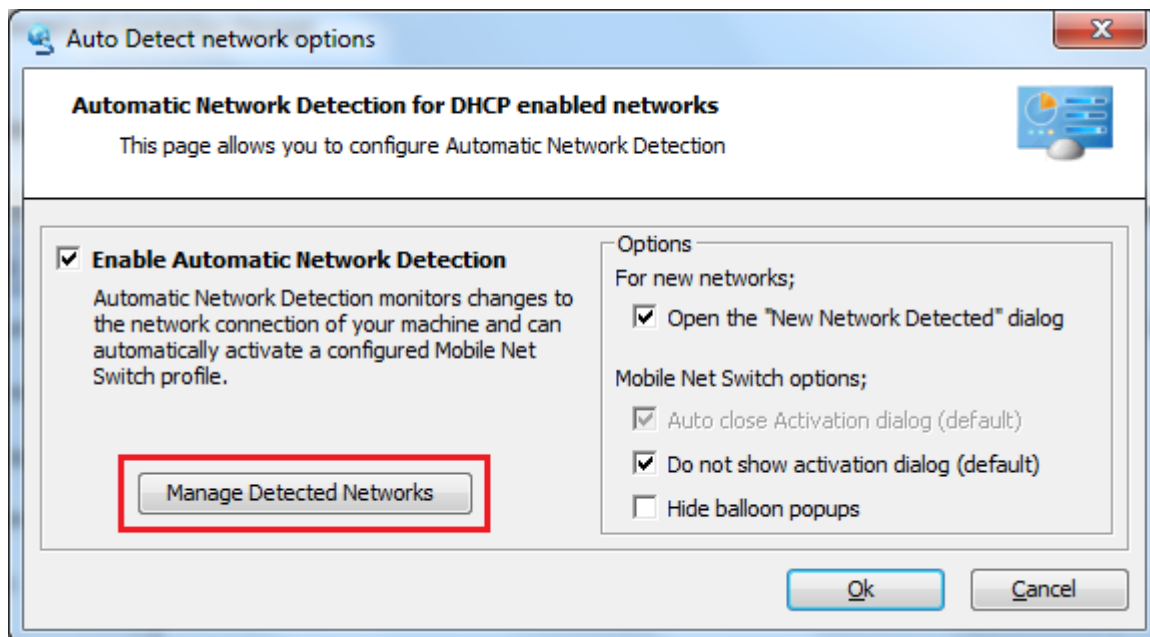 Auto Detect network options
Automatic Network Detection for DHCP enabled networks
This page allows you to configure Automatic Network Detection
Enable Automatic Network Detection
Automatic Network Detection monitors changes to
the network connection of your machine and can
automatically activate a configured Mobile Net
Switch profile.
Manage Detected Networks
Options
For new networks;
Open the "New Network Detected" dialog
Mobile Net Switch options;
Auto close Activation dialog (default)
Do not show activation dialog (default)
Hide balloon popups
Ok
Cancel